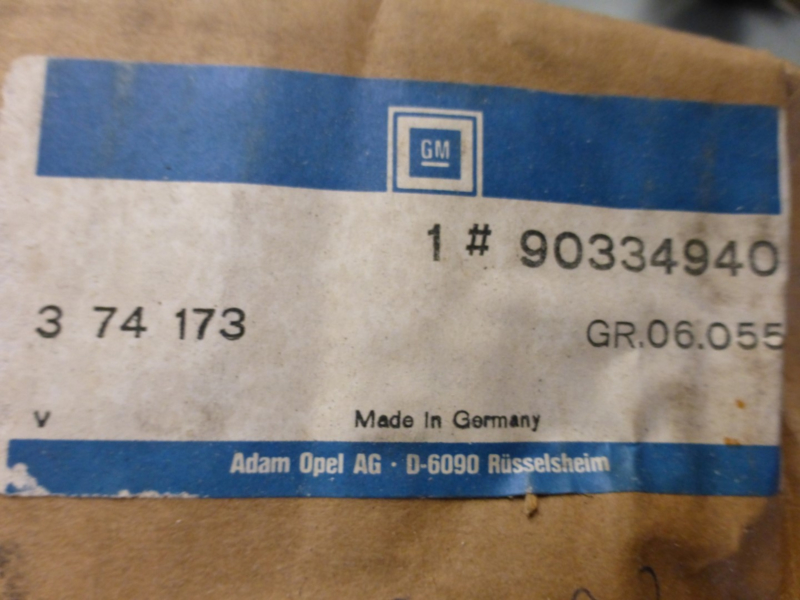 GM
1 # 90334940
3 74 173 GR.06.055
V Made in Germany
Adam Opel AG · D-6090 Rüsselsheim